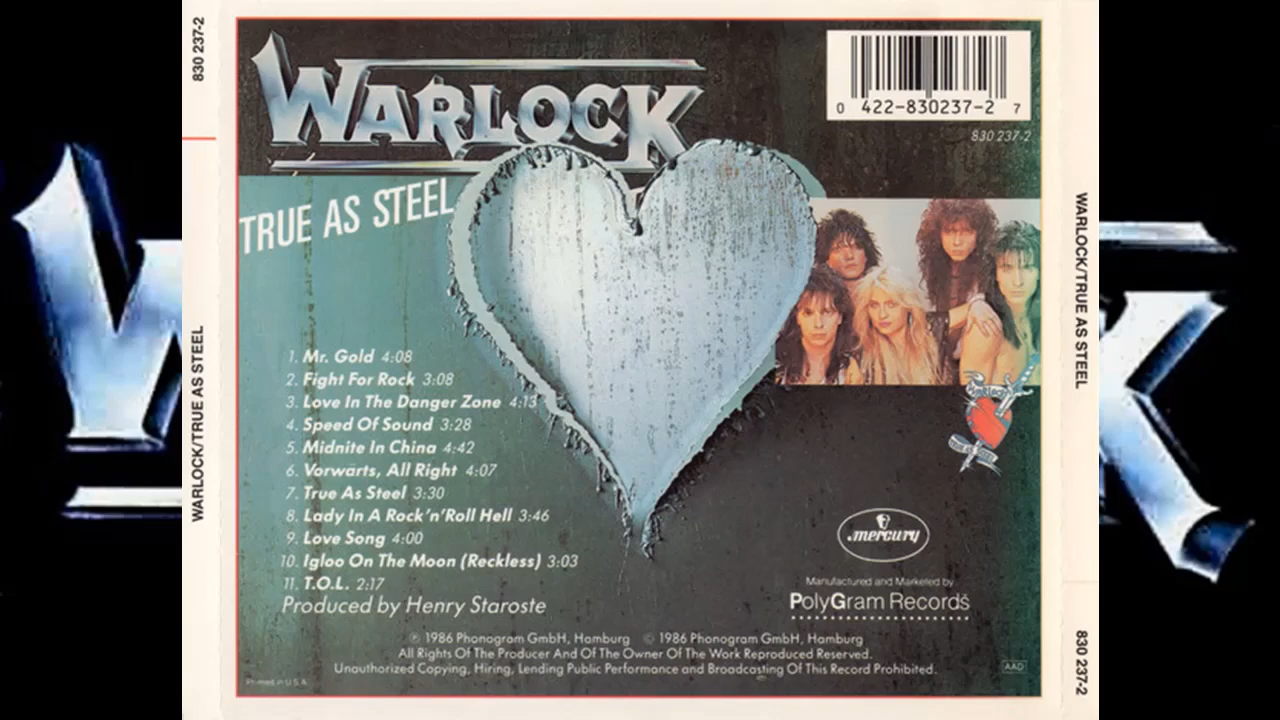 830 237-2
WARLOCK/TRUE AS STEEL
WARLOCK
TRUE AS STEEL
0 422-830237-2 7
830 237-2
1. Mr. Gold 4:08
2. Fight For Rock 3:08
3. Love In The Danger Zone 4:13
4. Speed Of Sound 3:28
5. Midnite In China 4:42
6. Vorwärts, All Right 4:07
7. True As Steel 3:30
8. Lady In A Rock'n'Roll Hell 3:46
9. Love Song 4:00
10. Igloo On The Moon (Reckless) 3:03
11. T.O.L. 2:17
Produced by Henry Staroste
WARLOCK
TRUE AS STEEL
mercury
Manufactured and Marketed by
PolyGram Records
℗ 1986 Phonogram GmbH, Hamburg © 1986 Phonogram GmbH, Hamburg
All Rights Of The Producer And Of The Owner Of The Work Reproduced Reserved.
Unauthorized Copying, Hiring, Lending Public Performance and Broadcasting Of This Record Prohibited.
AAD
Printed in U.S.A.
WARLOCK/TRUE AS STEEL
830 237-2